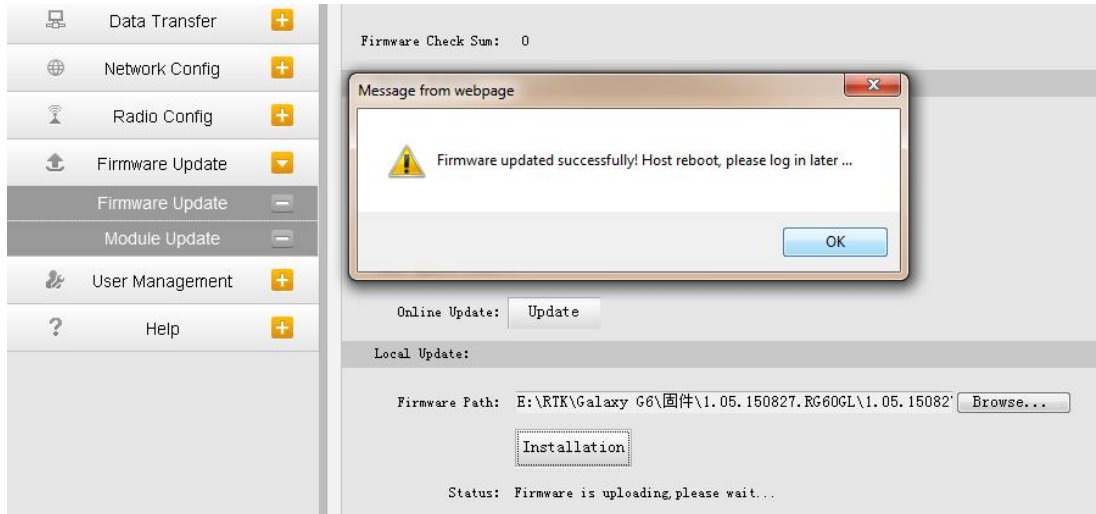 Data Transfer
Network Config
Radio Config
Firmware Update
Firmware Update
Module Update
User Management
? Help
Firmware Check Sum: 0
Message from webpage
Firmware updated successfully! Host reboot, please log in later ...
OK
Online Update: Update
Local Update:
Firmware Path: E:\RTK\Galaxy G6\固件\1.05.150827.RG60GL\1.05.15082 Browse...
Installation
Status: Firmware is uploading,please wait...